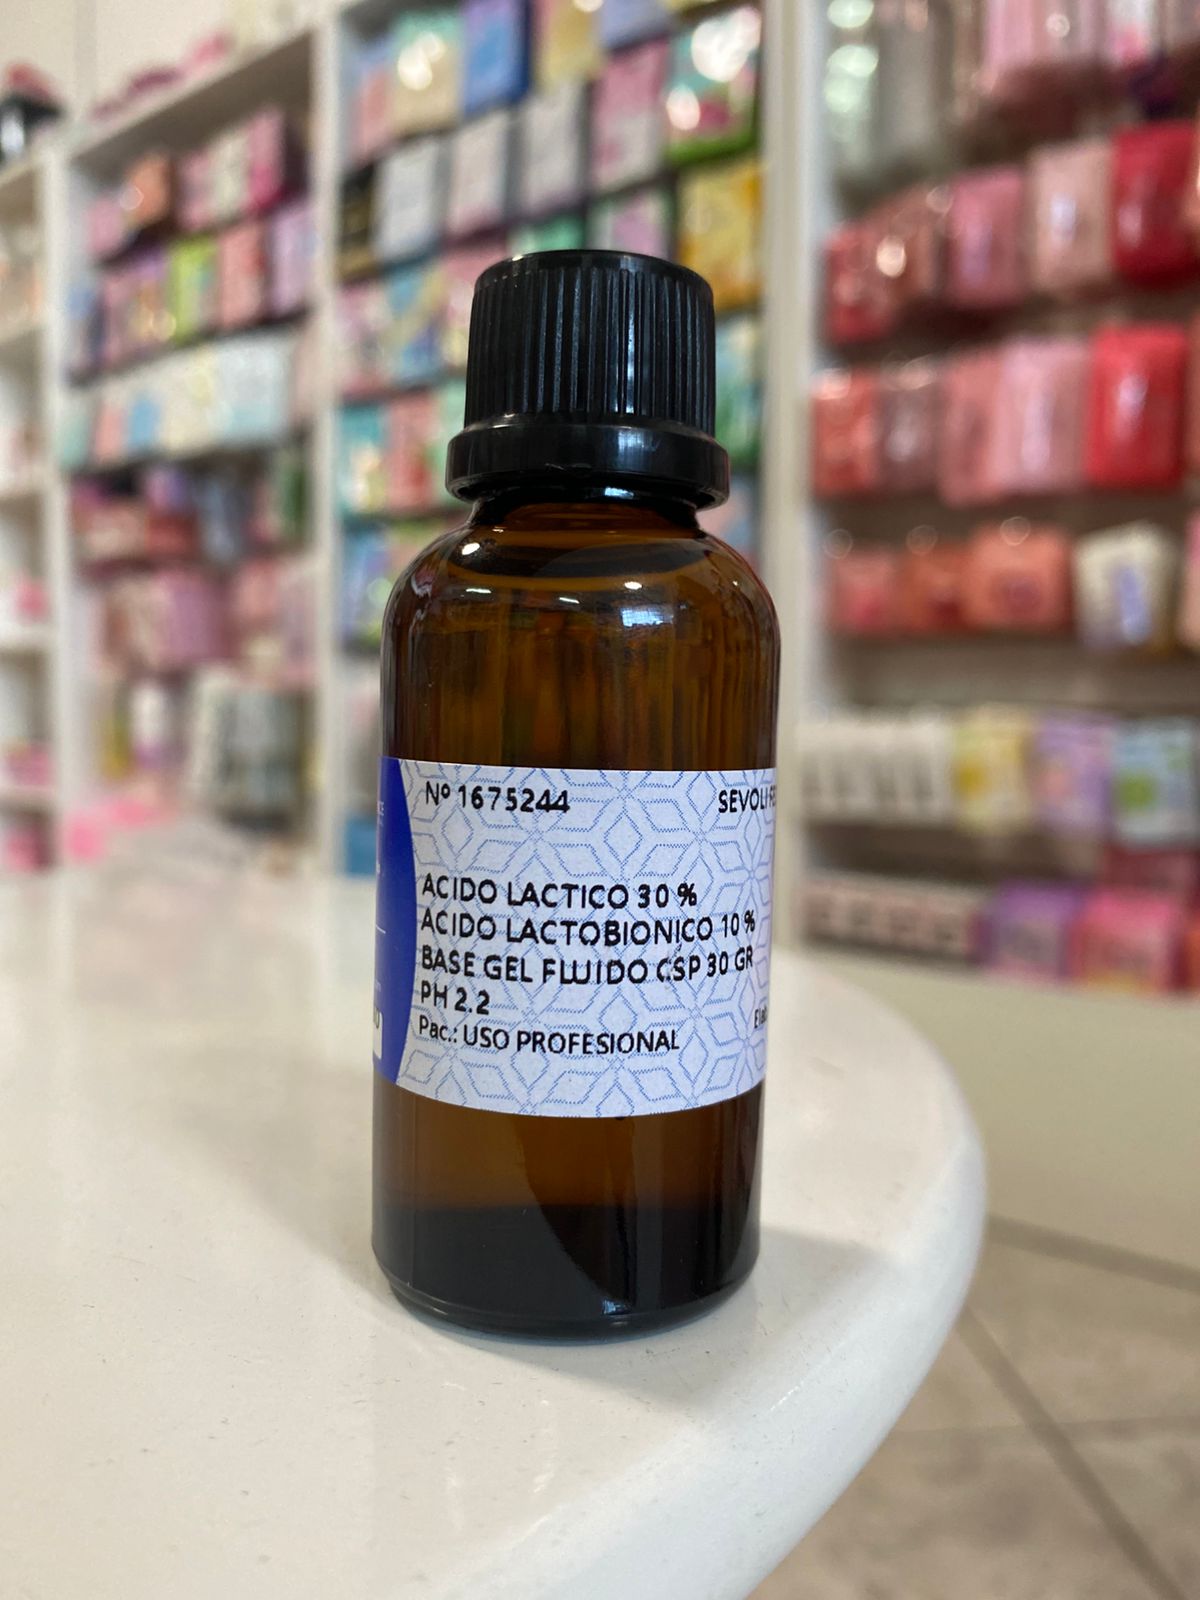 Nº 1675244
SEVOLI
ACIDO LACTICO 30 %
ACIDO LACTOBIONICO 10 %
BASE GEL FLUIDO CSP 30 GR
PH 2.2
Pac.: USO PROFESIONAL